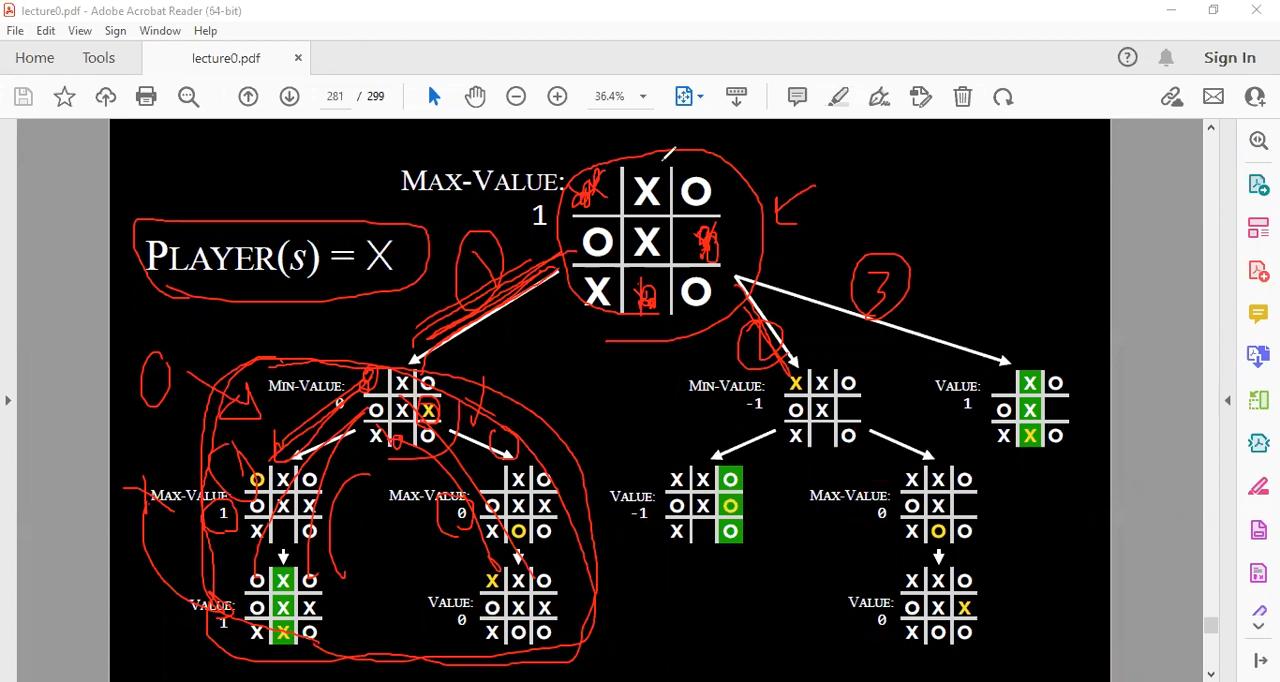 lecture0.pdf - Adobe Acrobat Reader (64-bit)
File Edit View Sign Window Help
Home Tools lecture0.pdf × Sign In
281 / 299 36.4%
MAX-VALUE:
1
X O
O X
X O
PLAYER(s) = X
3
MIN-VALUE:
0
X O
O X X
X O
MIN-VALUE:
-1
X X O
O X
X O
VALUE:
1
X O
O X
X X O
MAX-VALUE:
1
O X O
O X X
X O
MAX-VALUE:
0
X O
O X X
X O O
VALUE:
-1
X X O
O X O
X O
MAX-VALUE:
0
X X O
O X
X O O
VALUE:
1
O X O
O X X
X X O
VALUE:
0
X X O
O X X
X O O
VALUE:
0
X X O
O X X
X O O